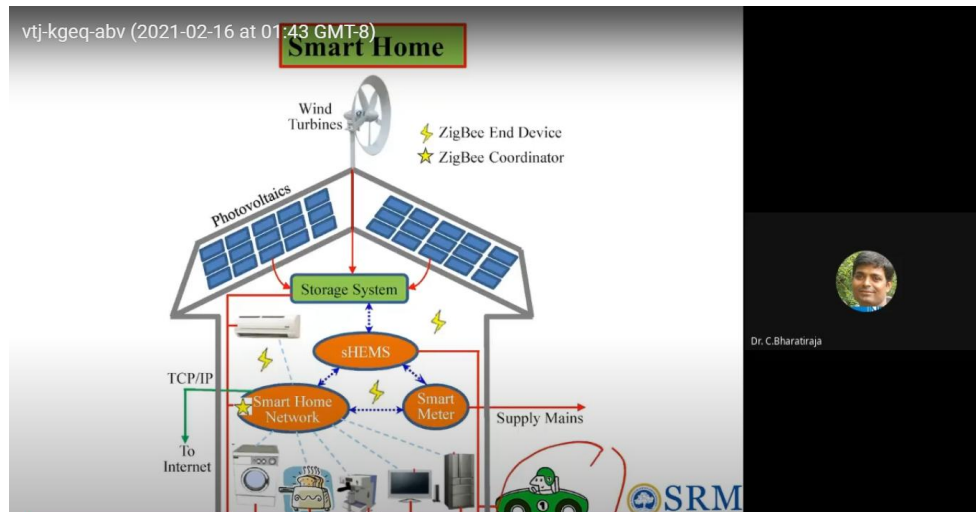 vtj-kgeq-abv (2021-02-16 at 01:43 GMT-8)
Smart Home
Wind
Turbines
ZigBee End Device
ZigBee Coordinator
Photovoltaics
Storage System
sHEMS
TCP/IP
Smart Home
Network
Smart
Meter
Supply Mains
To
Internet
1
SRM
Dr. C.Bharatiraja